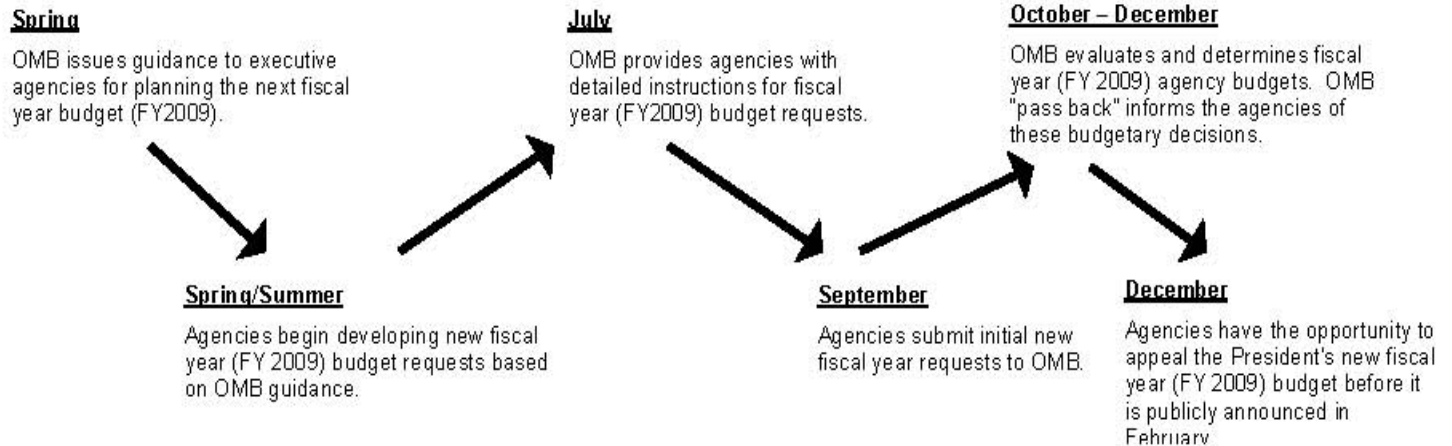 Spring
OMB issues guidance to executive
agencies for planning the next fiscal
year budget (FY2009).
Spring/Summer
Agencies begin developing new fiscal
year (FY 2009) budget requests based
on OMB guidance.
July
OMB provides agencies with
detailed instructions for fiscal
year (FY2009) budget requests.
September
Agencies submit initial new
fiscal year requests to OMB.
October – December
OMB evaluates and determines fiscal
year (FY 2009) agency budgets.  OMB
"pass back" informs the agencies of
these budgetary decisions.
December
Agencies have the opportunity to
appeal the President's new fiscal
year (FY 2009) budget before it
is publicly announced in
February